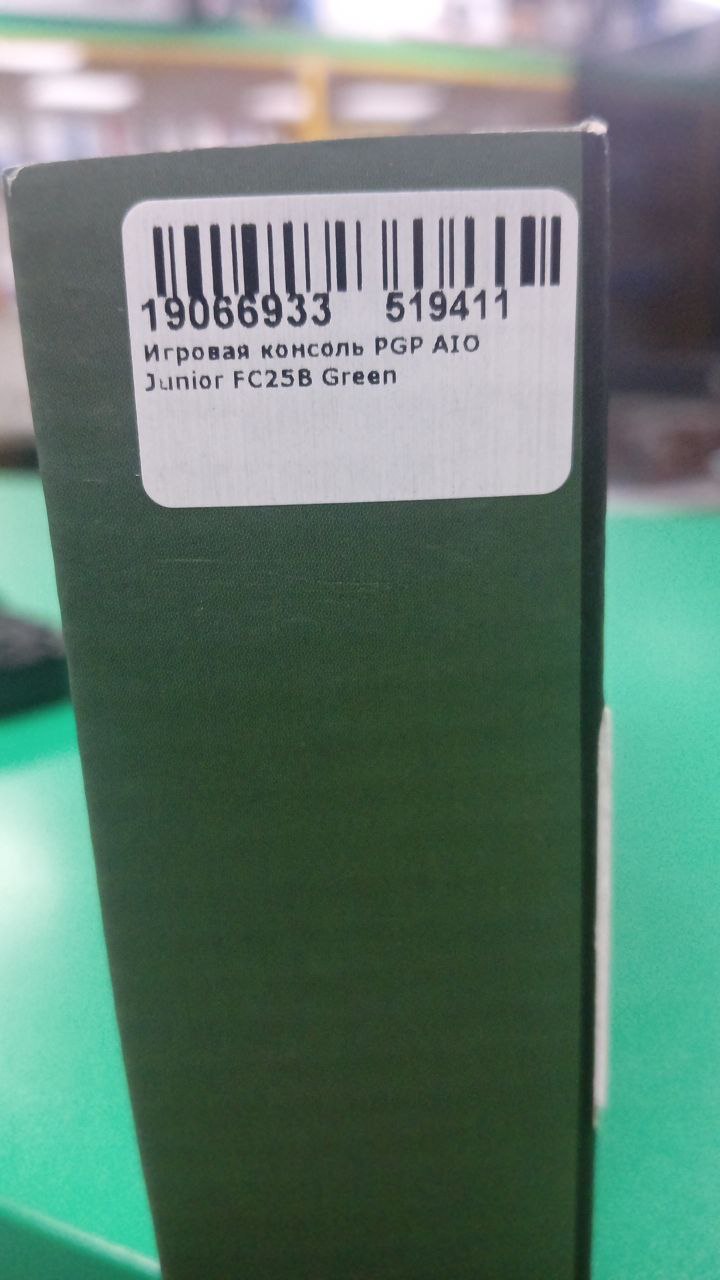 19066933 519411
Игровая консоль PGP AIO
Junior FC25B Green